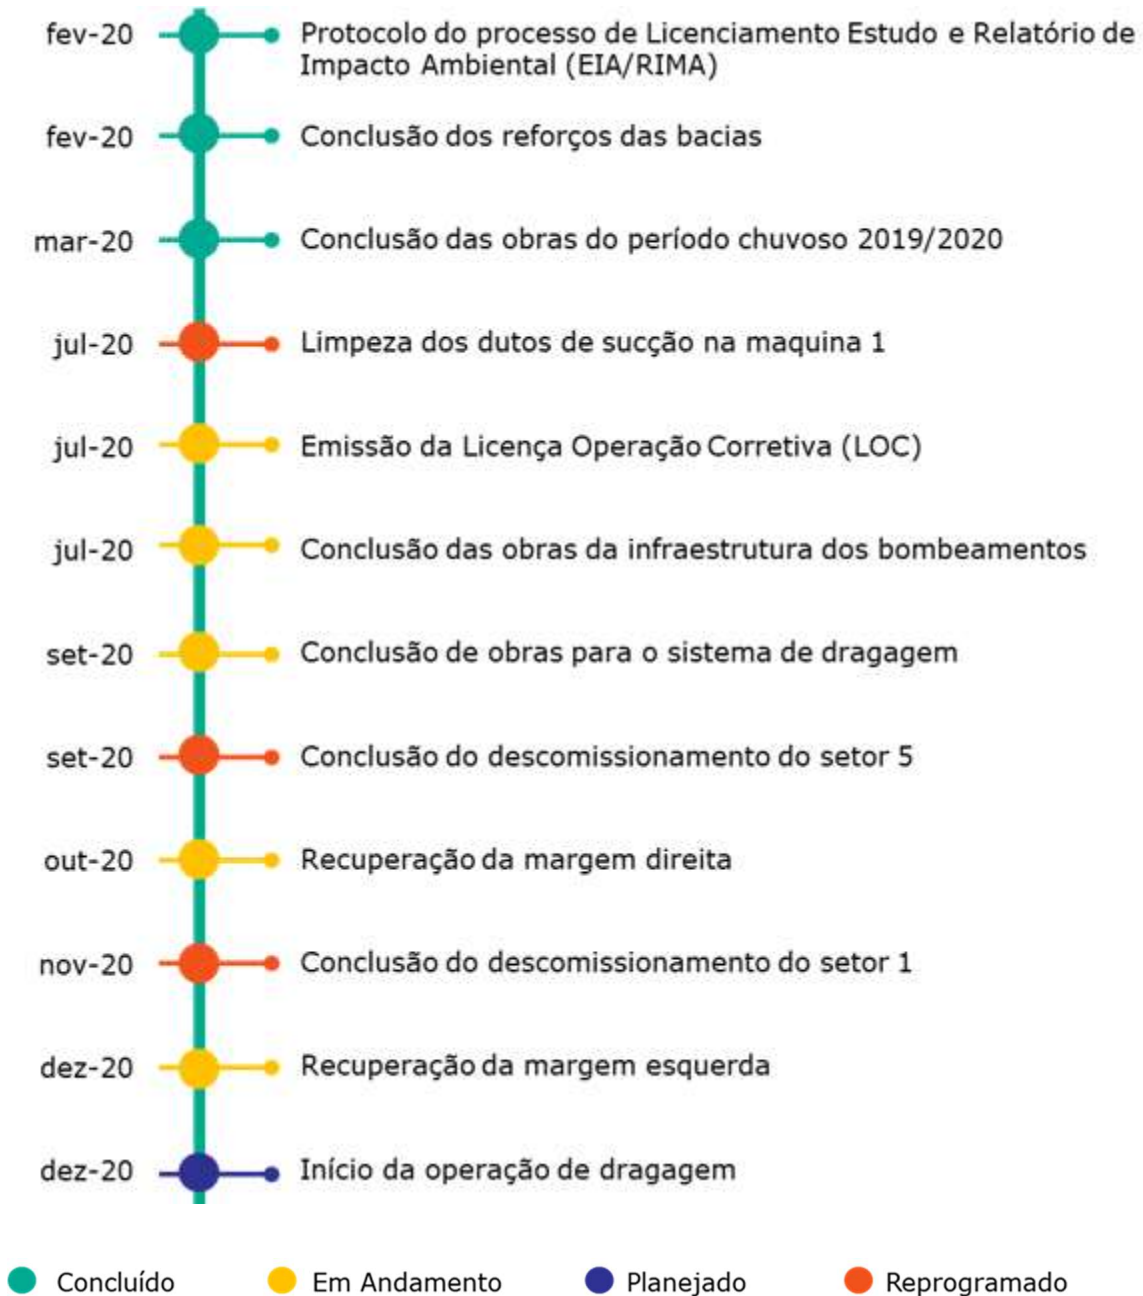 fev-20 Protocolo do processo de Licenciamento Estudo e Relatório de
Impacto Ambiental (EIA/RIMA)
fev-20 Conclusão dos reforços das bacias
mar-20 Conclusão das obras do período chuvoso 2019/2020
jul-20 Limpeza dos dutos de sucção na maquina 1
jul-20 Emissão da Licença Operação Corretiva (LOC)
jul-20 Conclusão das obras da infraestrutura dos bombeamentos
set-20 Conclusão de obras para o sistema de dragagem
set-20 Conclusão do descomissionamento do setor 5
out-20 Recuperação da margem direita
nov-20 Conclusão do descomissionamento do setor 1
dez-20 Recuperação da margem esquerda
dez-20 Início da operação de dragagem
Concluído Em Andamento Planejado Reprogramado